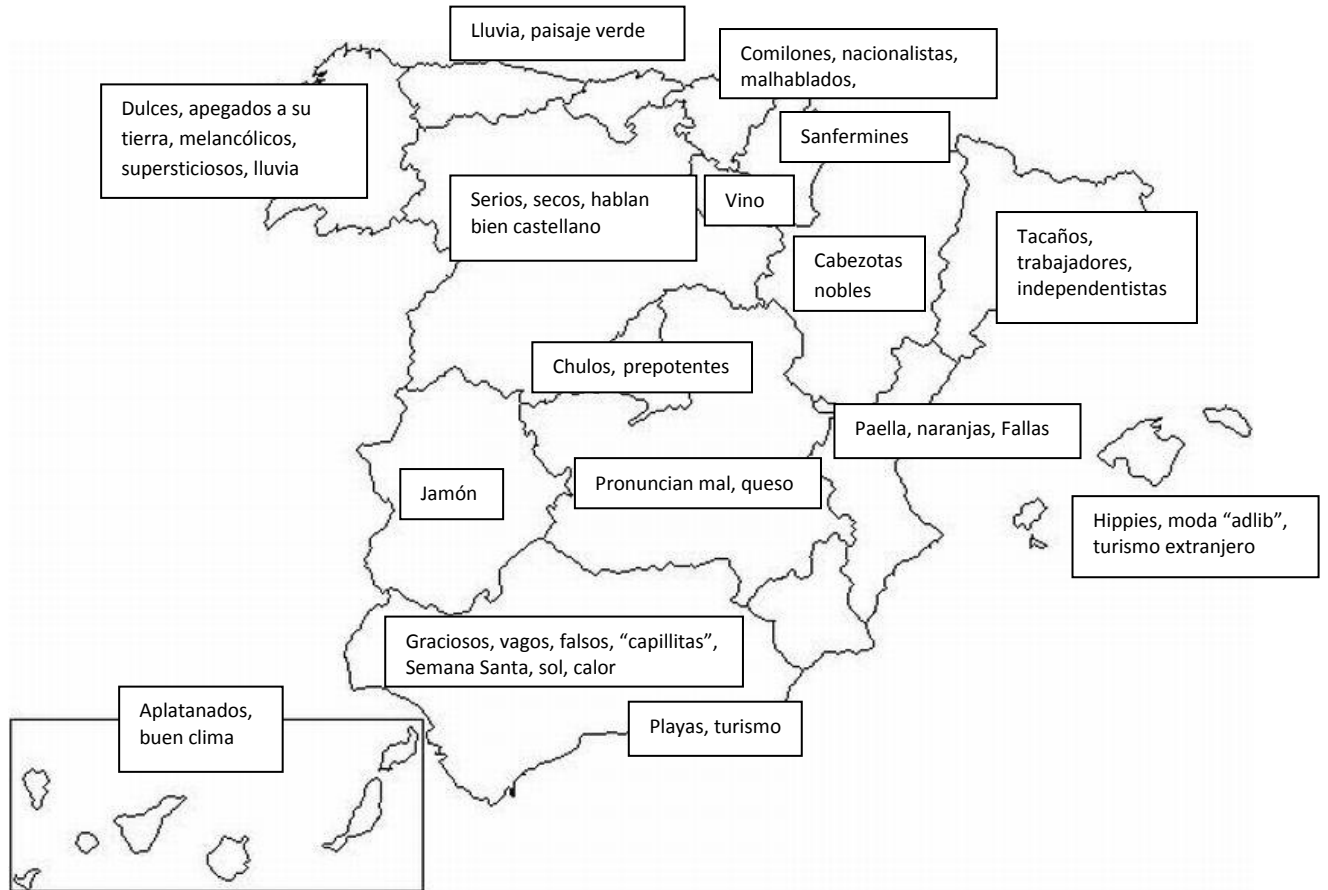 Lluvia, paisaje verde
Comilones, nacionalistas,
malhablados,
Dulces, apegados a su
tierra, melancólicos,
supersticiosos, lluvia
Sanfermines
Serios, secos, hablan
bien castellano
Vino
Tacaños,
trabajadores,
independentistas
Cabezotas
nobles
Chulos, prepotentes
Paella, naranjas, Fallas
Jamón
Pronuncian mal, queso
Hippies, moda “adlib”,
turismo extranjero
Graciosos, vagos, falsos, “capillitas”,
Semana Santa, sol, calor
Aplatanados,
buen clima
Playas, turismo